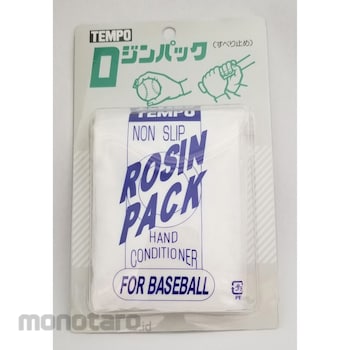 TEMPO
ロジンパック(すべり止め)
TEMPO
NON SLIP
ROSIN
PACK
HAND
CONDITIONER
FOR BASEBALL
monotaro.id